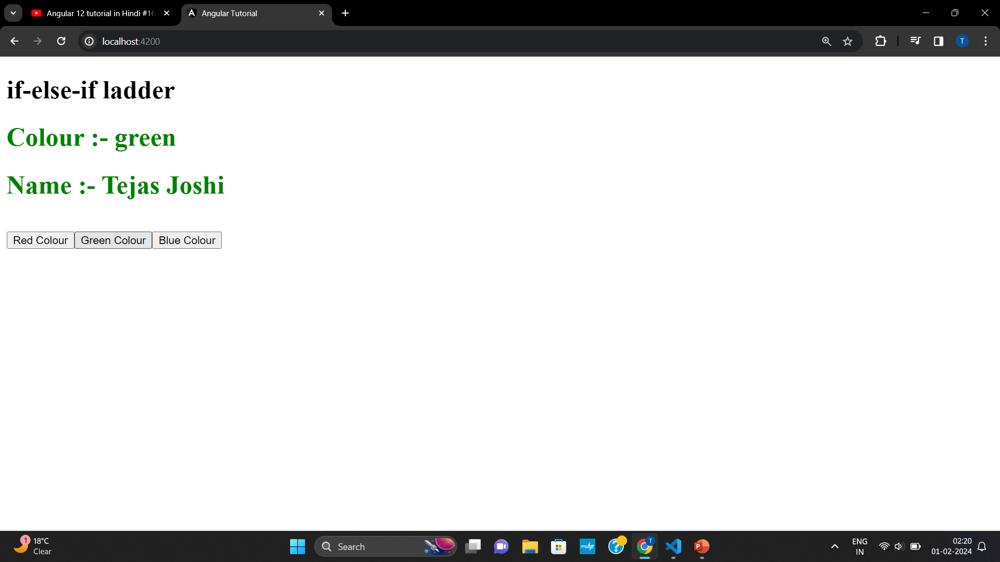 Angular 12 tutorial in Hindi #16
Angular Tutorial
localhost:4200
T
if-else-if ladder
Colour :- green
Name :- Tejas Joshi
Red Colour Green Colour Blue Colour
1
18°C
Clear
Search
myhp
T
P
ENG
IN
02:20
01-02-2024